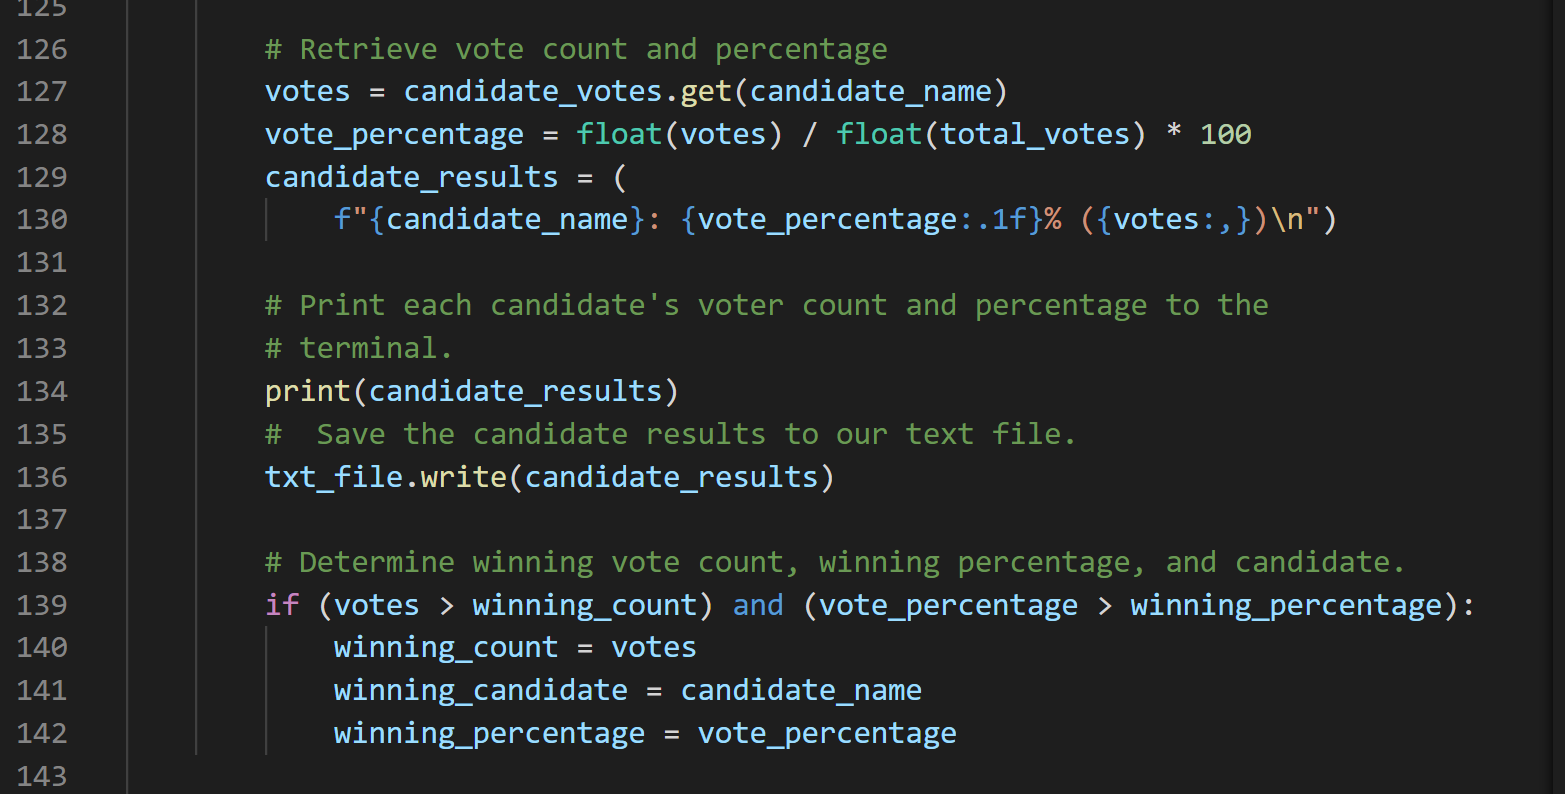 125
126 # Retrieve vote count and percentage
127 votes = candidate_votes.get(candidate_name)
128 vote_percentage = float(votes) / float(total_votes) * 100
129 candidate_results = (
130     f"{candidate_name}: {vote_percentage:.1f}% ({votes:,})\n")
131
132 # Print each candidate's voter count and percentage to the
133 # terminal.
134 print(candidate_results)
135 #  Save the candidate results to our text file.
136 txt_file.write(candidate_results)
137
138 # Determine winning vote count, winning percentage, and candidate.
139 if (votes > winning_count) and (vote_percentage > winning_percentage):
140     winning_count = votes
141     winning_candidate = candidate_name
142     winning_percentage = vote_percentage
143